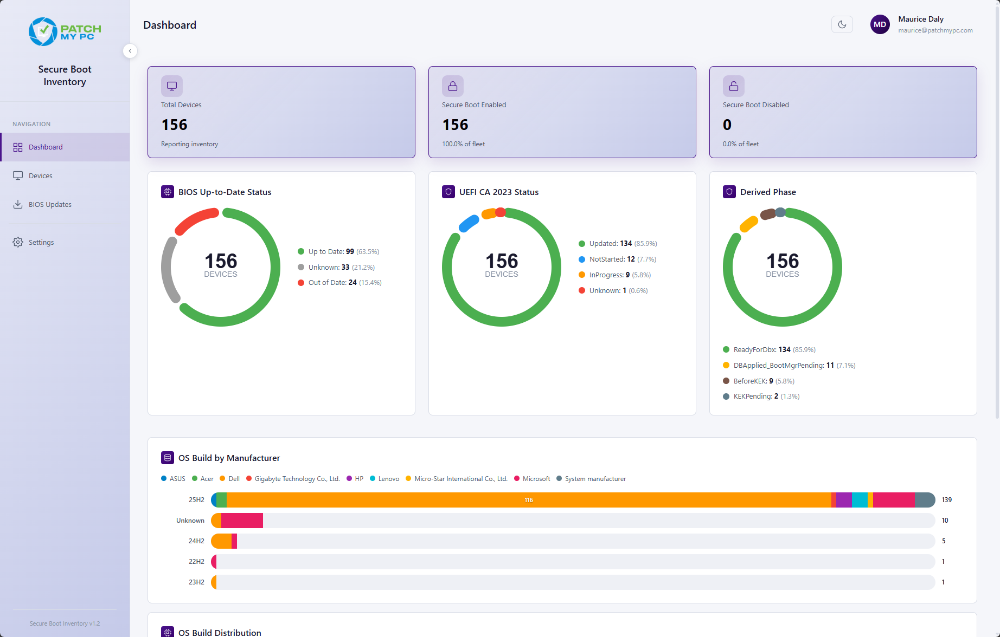 PATCH
MY PC
Secure Boot
Inventory
NAVIGATION
Dashboard
Devices
BIOS Updates
Settings
Secure Boot Inventory v1.2
Dashboard
MD
Maurice Daly
maurice@patchmypc.com
Total Devices
156
Reporting inventory
Secure Boot Enabled
156
100.0% of fleet
Secure Boot Disabled
0
0.0% of fleet
BIOS Up-to-Date Status
156
DEVICES
Up to Date: 99 (63.5%)
Unknown: 33 (21.2%)
Out of Date: 24 (15.4%)
UEFI CA 2023 Status
156
DEVICES
Updated: 134 (85.9%)
NotStarted: 12 (7.7%)
InProgress: 9 (5.8%)
Unknown: 1 (0.6%)
Derived Phase
156
DEVICES
ReadyForDbx: 134 (85.9%)
DBApplied_BootMgrPending: 11 (7.1%)
BeforeKEK: 9 (5.8%)
KEKPending: 2 (1.3%)
OS Build by Manufacturer
ASUS Acer Dell Gigabyte Technology Co., Ltd. HP Lenovo Micro-Star International Co., Ltd. Microsoft System manufacturer
25H2 116 139
Unknown 10
24H2 5
22H2 1
23H2 1
OS Build Distribution